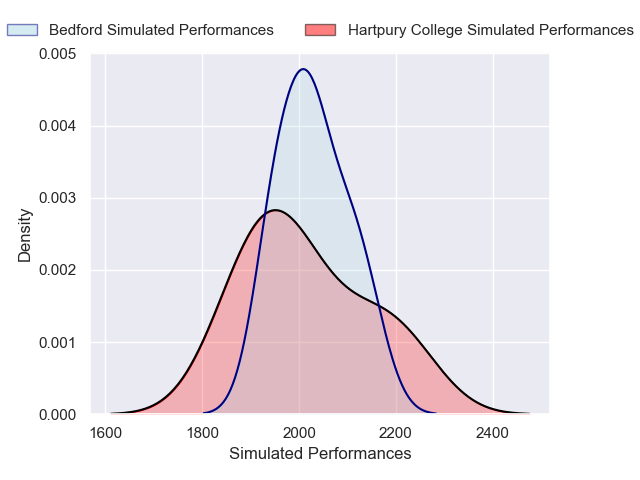 Bedford Simulated Performances Hartpury College Simulated Performances
0.005
0.004
0.003
0.002
0.001
0.000
Density
1600 1800 2000 2200 2400
Simulated Performances